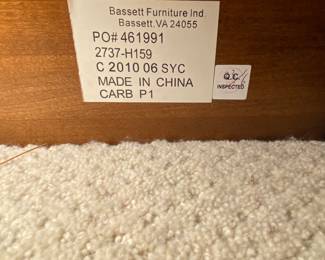 Bassett Furniture Ind.
Bassett, VA 24055
PO# 461991
2737-H159
C 2010 06 SYC
MADE IN CHINA
CARB P1
Q.C.
INSPECTED